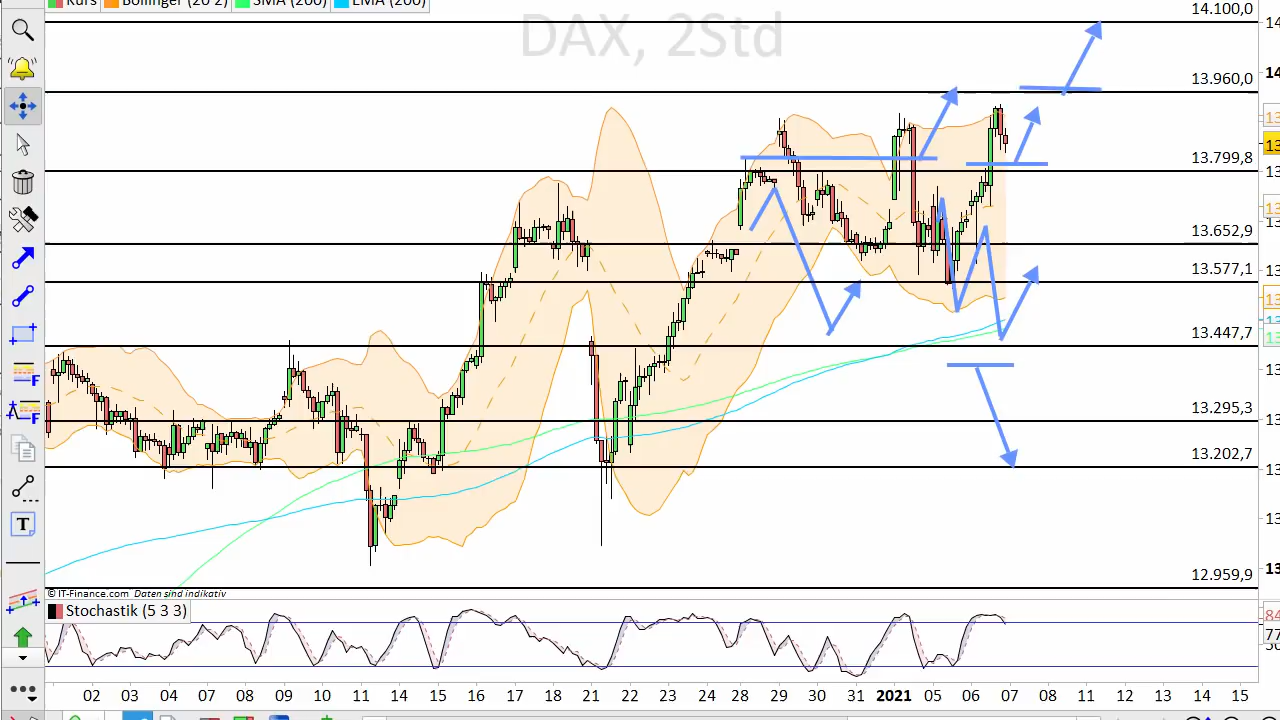 Kurs Bollinger (20 2) SMA (200) EMA (200)
DAX, 2Std
14.100,0
13.960,0
13.799,8
13.652,9
13.577,1
13.447,7
13.295,3
13.202,7
12.959,9
© IT-Finance.com Daten sind indikativ
Stochastik (5 3 3)
84
77
02 03 04 07 08 09 10 11 14 15 16 17 18 21 22 23 24 28 29 30 31 2021 05 06 07 08 11 12 13 14 15
F
F
T